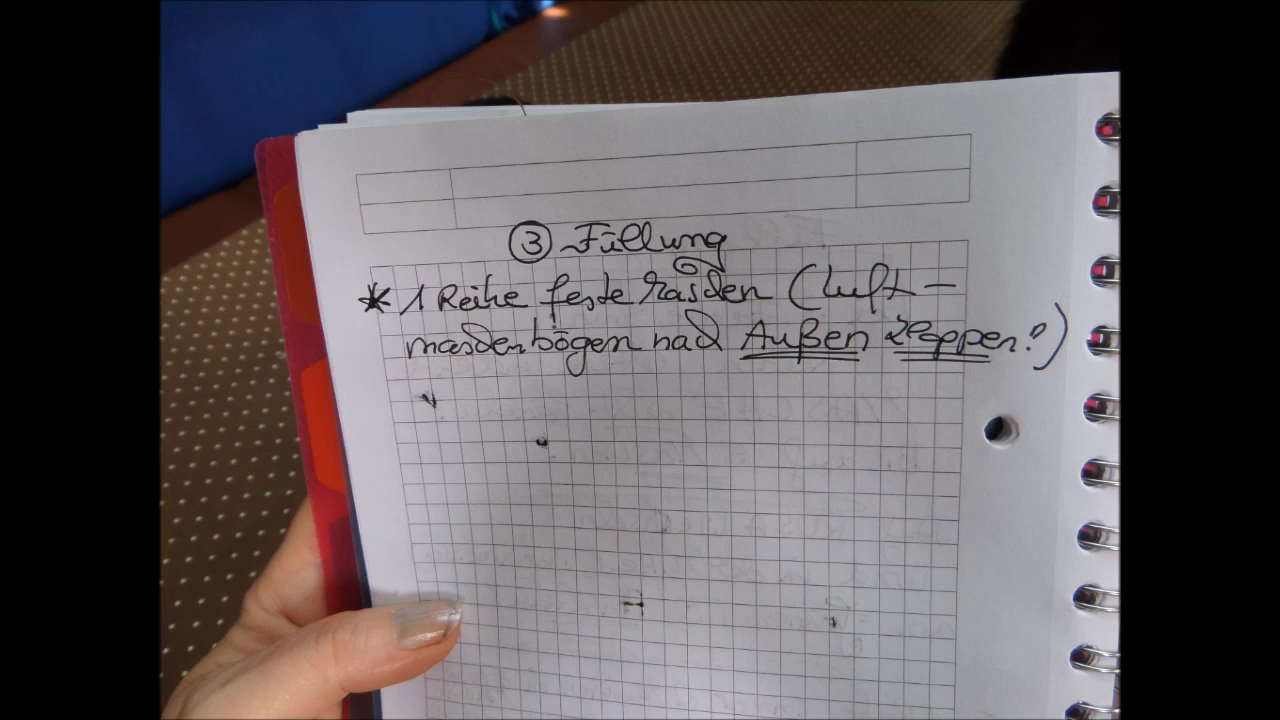 ③ Füllung
* 1 Reihe feste Maschen (Luft-
maschenbögen nach Außen klappen!)